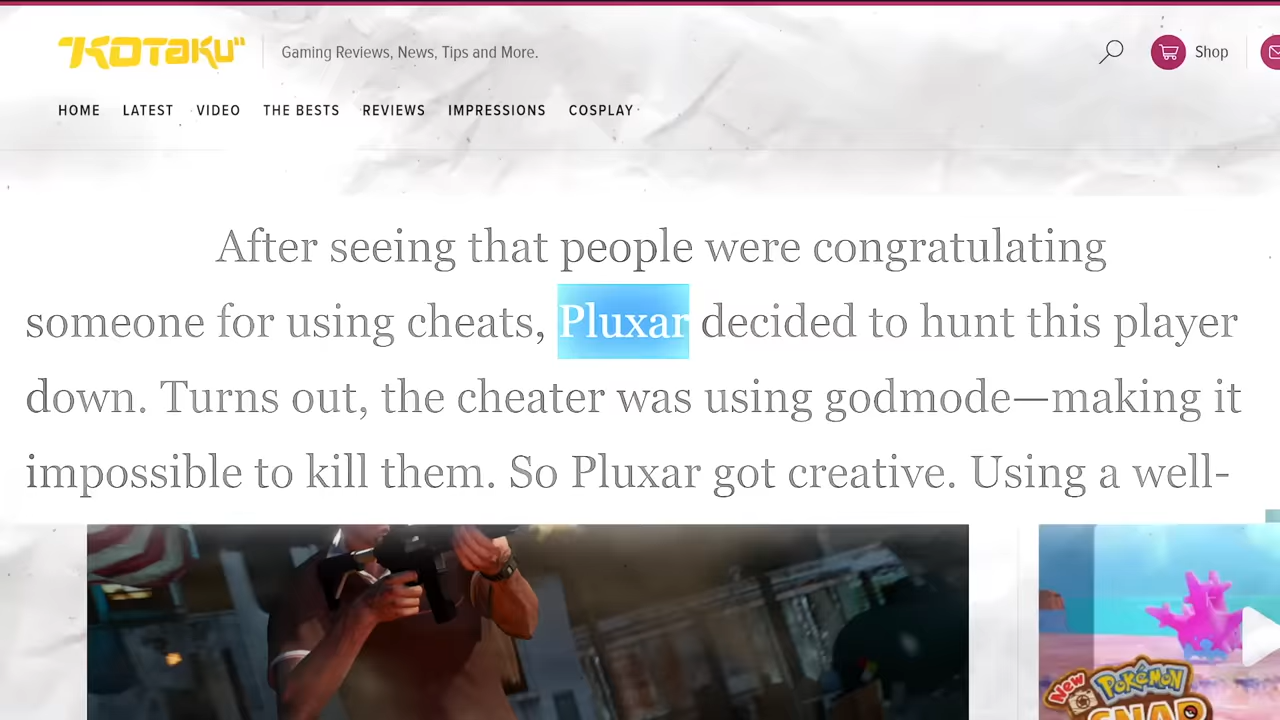 KOTAKU
Gaming Reviews, News, Tips and More.
Shop
HOME LATEST VIDEO THE BESTS REVIEWS IMPRESSIONS COSPLAY
After seeing that people were congratulating
someone for using cheats, Pluxar decided to hunt this player
down. Turns out, the cheater was using godmode—making it
impossible to kill them. So Pluxar got creative. Using a well-
New
POKéMON
SNAP